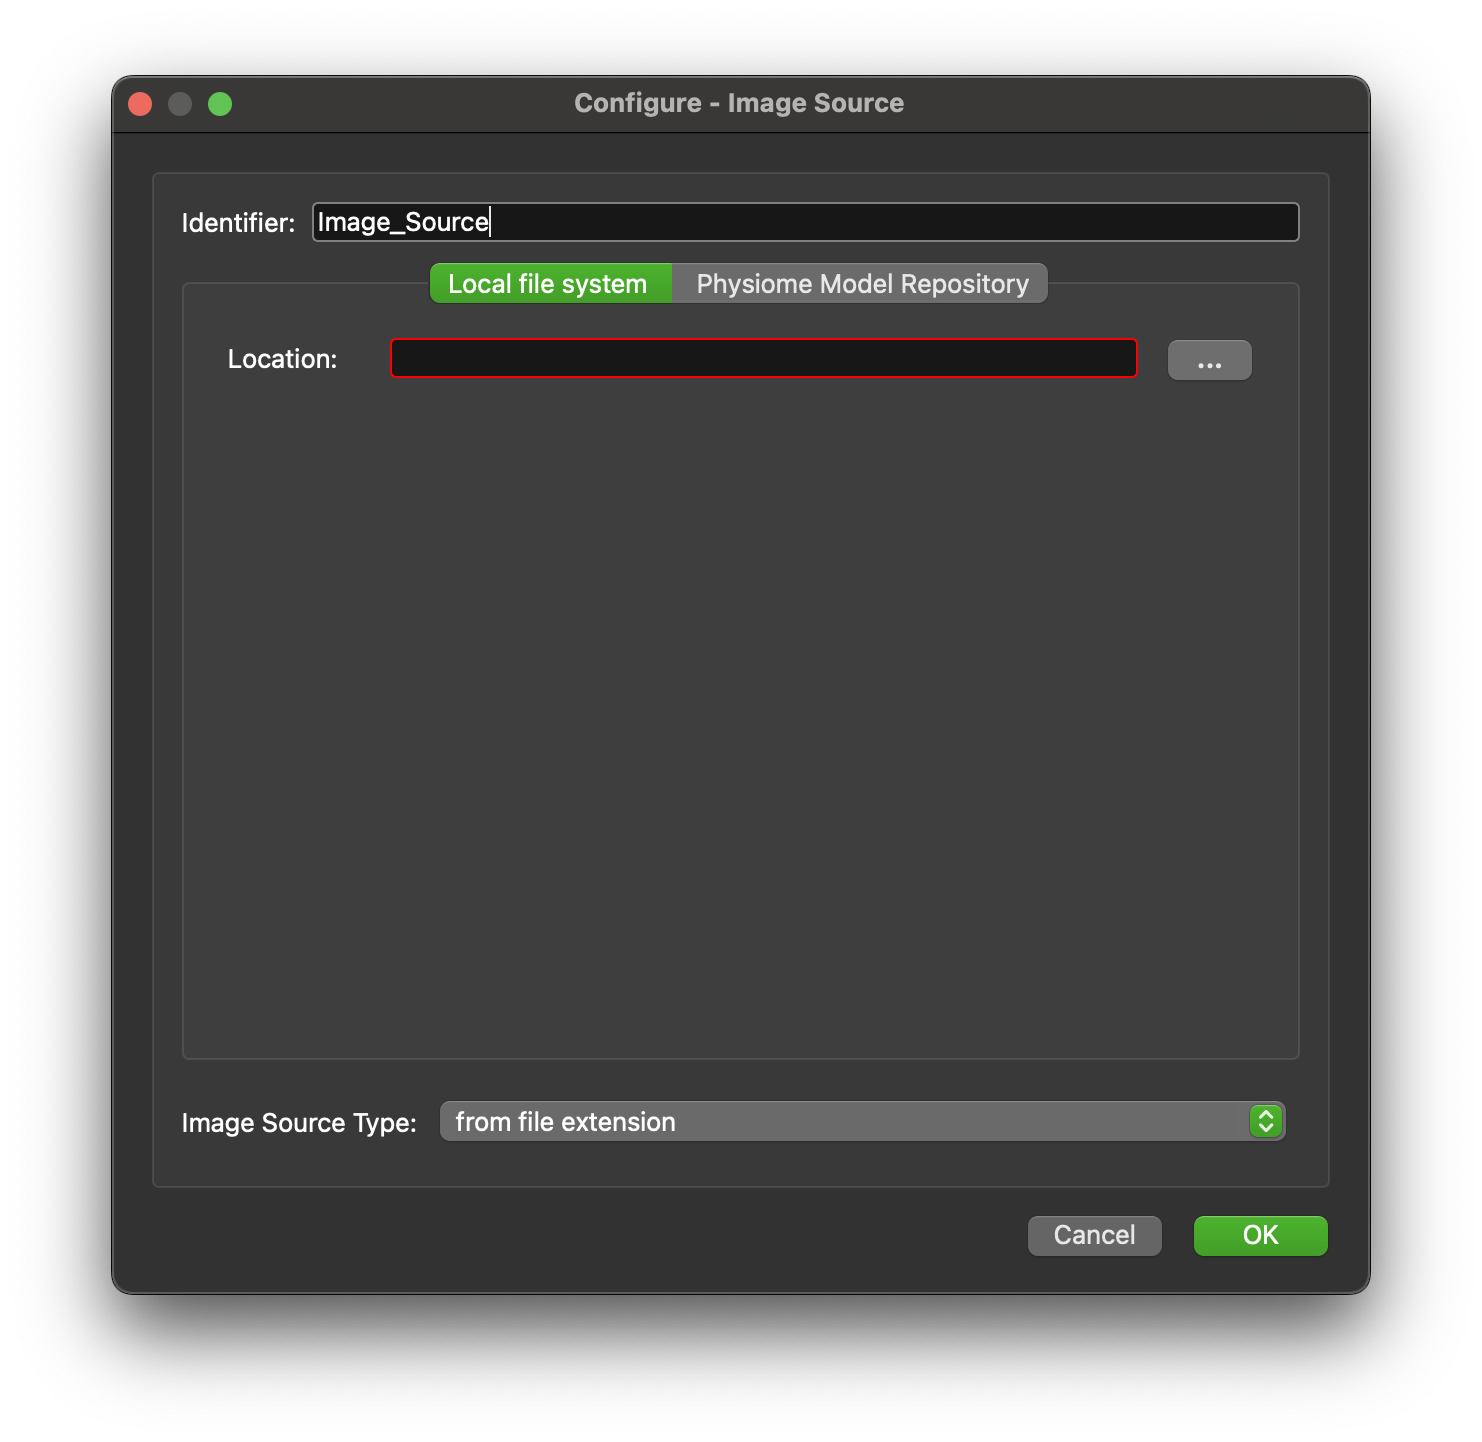 Configure - Image Source
Identifier: Image_Source
Local file system Physiome Model Repository
Location: ...
Image Source Type: from file extension
Cancel OK